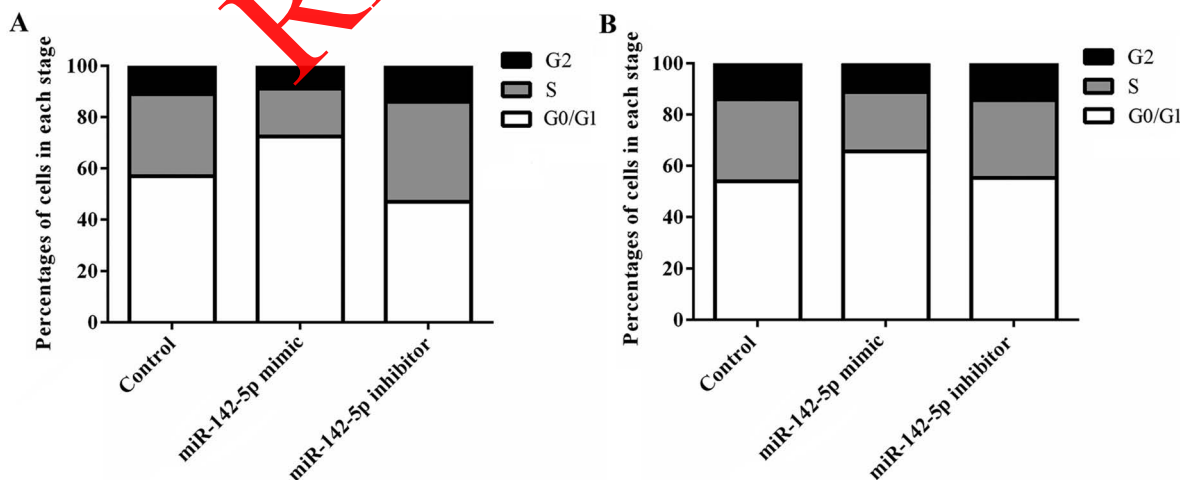 A
Percentages of cells in each stage
100
80
60
40
20
0
Control
miR-142-5p mimic
miR-142-5p inhibitor
G2
S
G0/G1
B
Percentages of cells in each stage
100
80
60
40
20
0
Control
miR-142-5p mimic
miR-142-5p inhibitor
G2
S
G0/G1